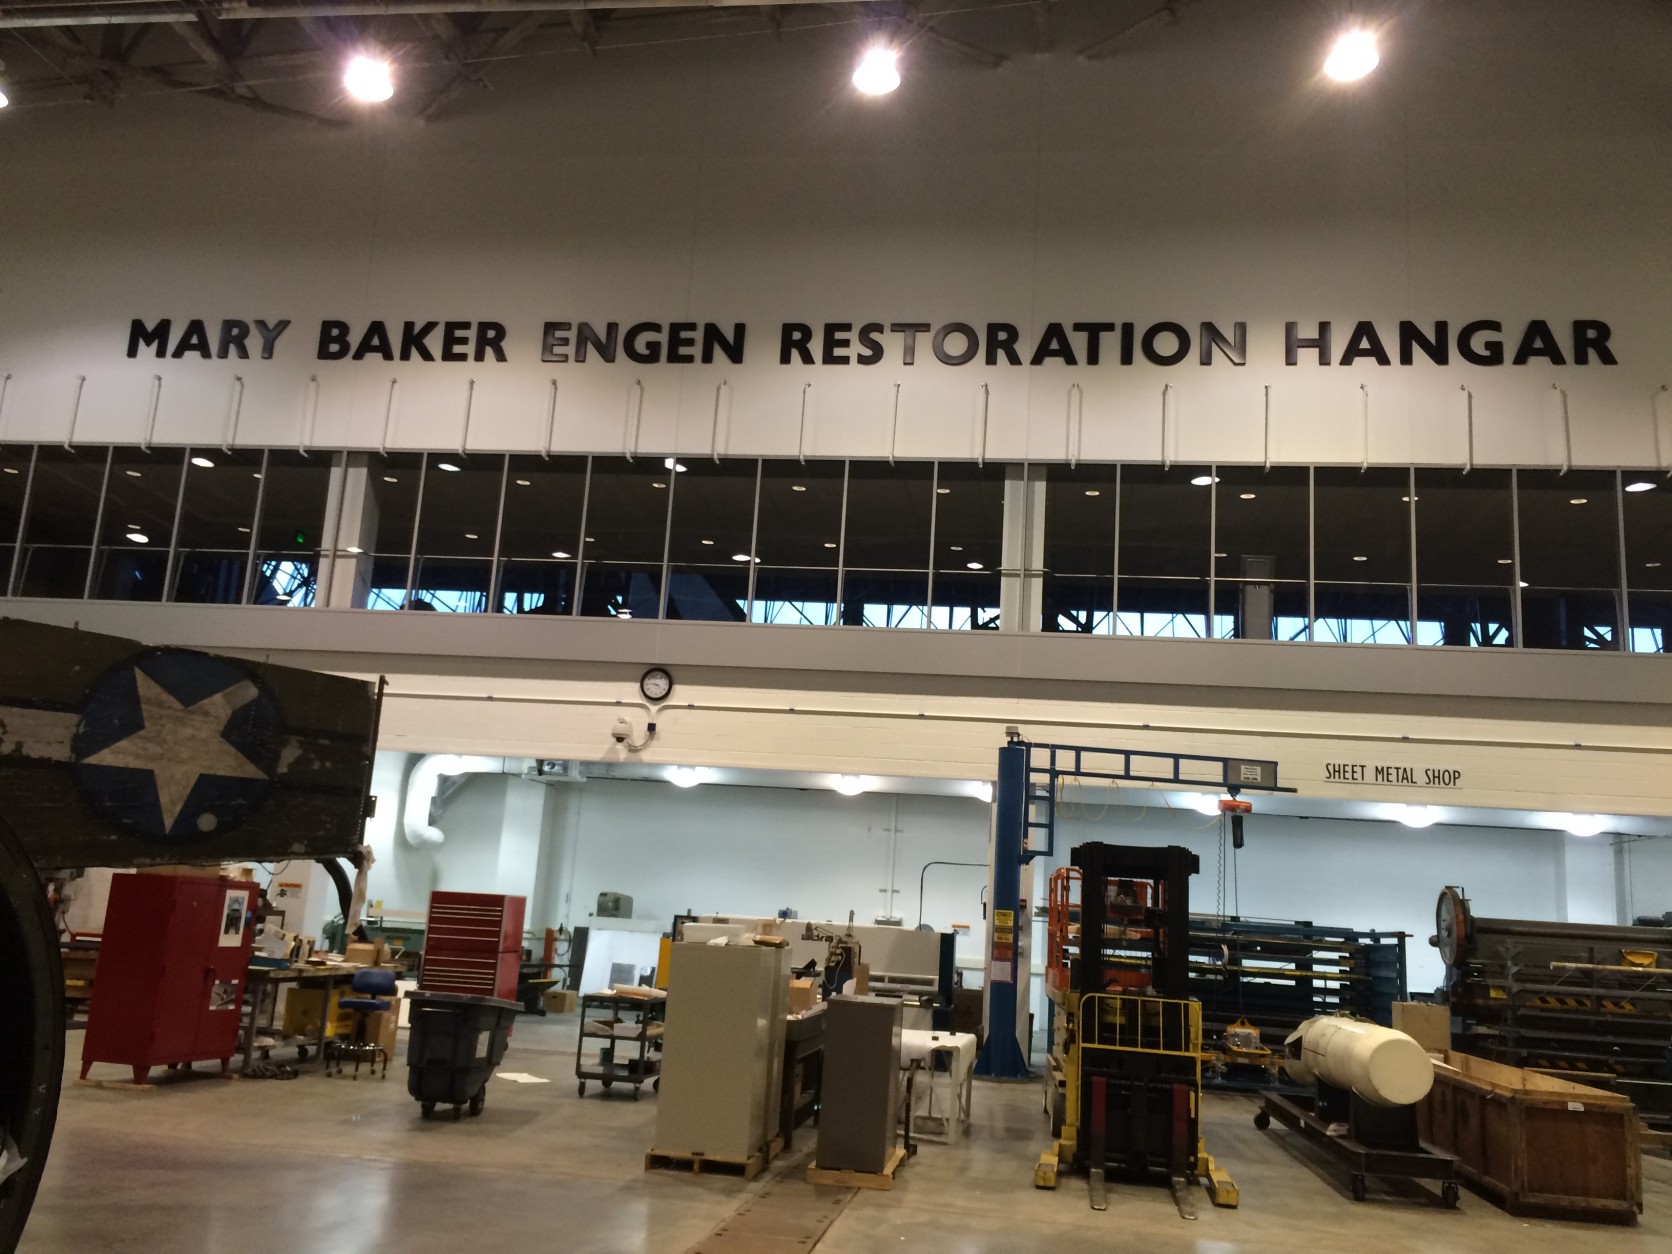 MARY BAKER ENGEN RESTORATION HANGAR
SHEET METAL SHOP